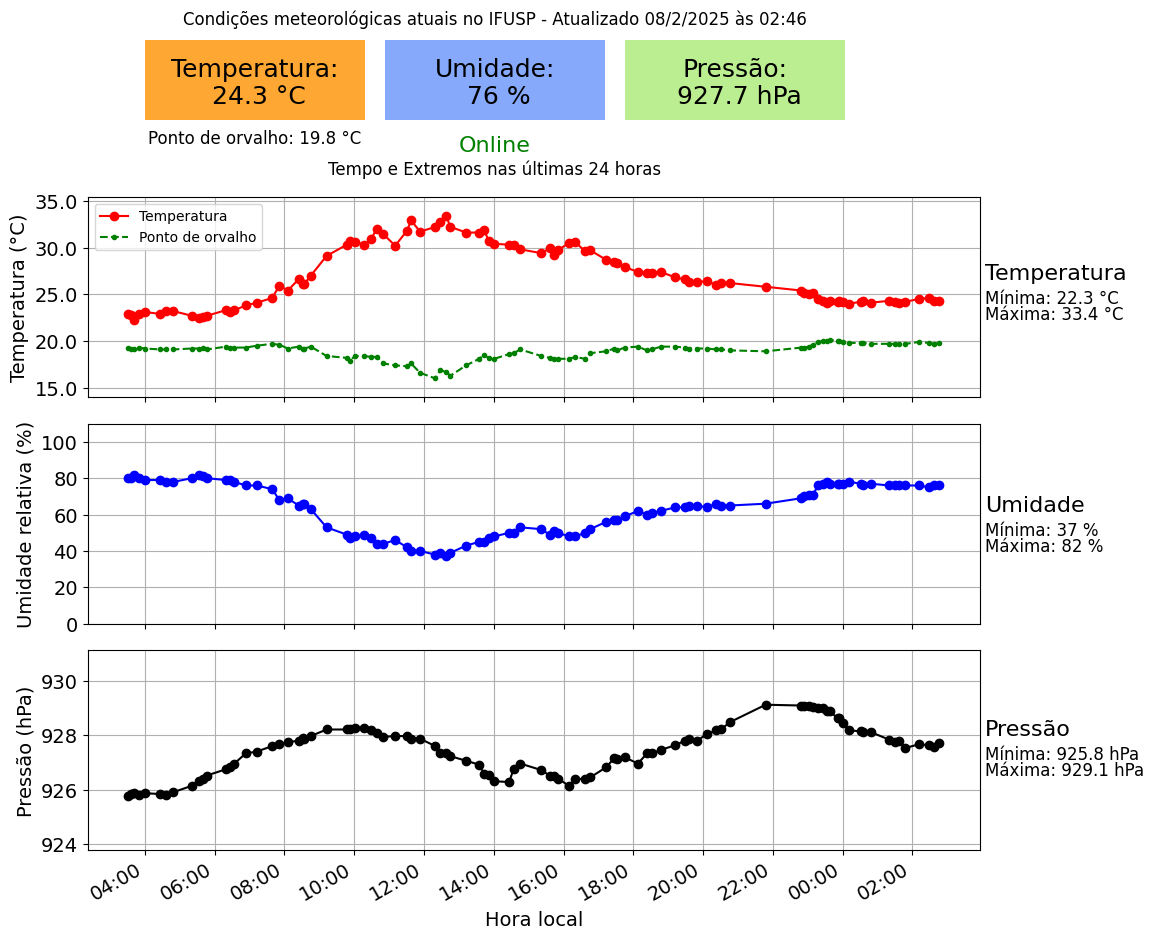 Condições meteorológicas atuais no IFUSP - Atualizado 08/2/2025 às 02:46
Temperatura:
24.3 °C
Umidade:
76 %
Pressão:
927.7 hPa
Ponto de orvalho: 19.8 °C
Online
Tempo e Extremos nas últimas 24 horas
Temperatura (°C)
35.0
30.0
25.0
20.0
15.0
Temperatura
Ponto de orvalho
Temperatura
Mínima: 22.3 °C
Máxima: 33.4 °C
Umidade relativa (%)
100
80
60
40
20
0
Umidade
Mínima: 37 %
Máxima: 82 %
Pressão (hPa)
930
928
926
924
Pressão
Mínima: 925.8 hPa
Máxima: 929.1 hPa
04:00
06:00
08:00
10:00
12:00
14:00
16:00
18:00
20:00
22:00
00:00
02:00
Hora local